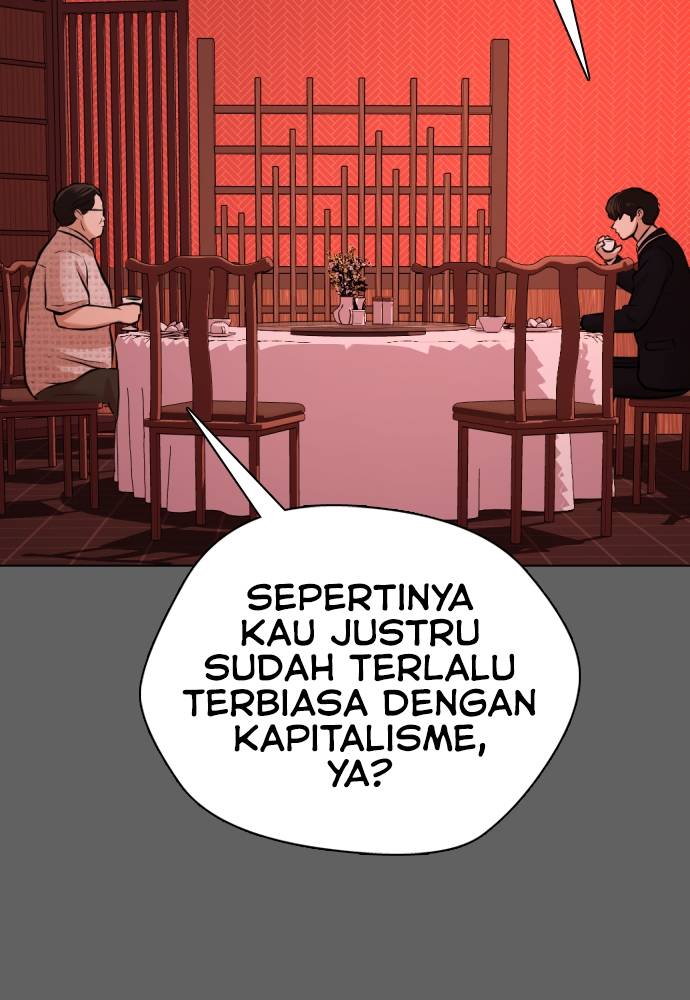 SEPERTINYA
KAU JUSTRU
SUDAH TERLALU
TERBIASA DENGAN
KAPITALISME,
YA?